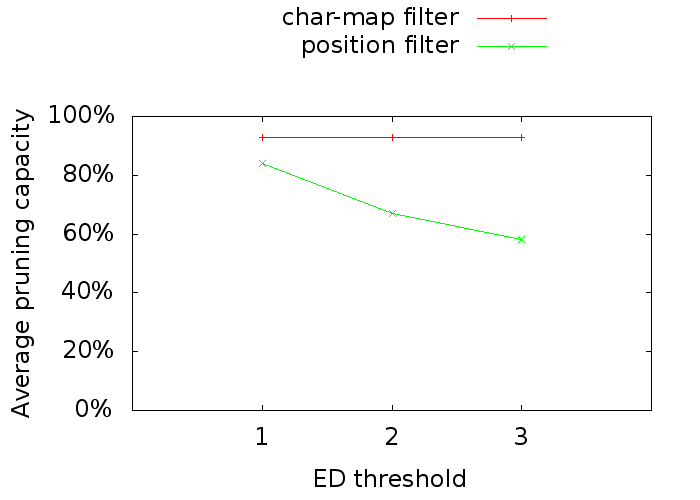 char-map filter
position filter
Average pruning capacity
100%
80%
60%
40%
20%
0%
1
2
3
ED threshold